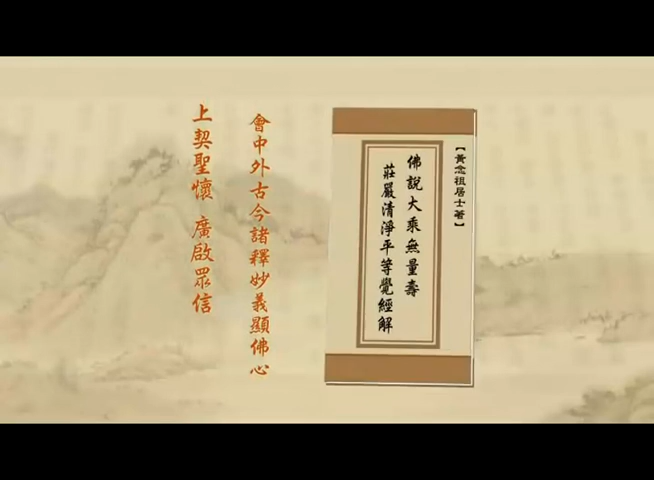 【黃念祖居士著】
佛說大乘無量壽
莊嚴清淨平等覺經解
會中外古今諸釋妙義顯佛心
上契聖懷 廣啟眾信